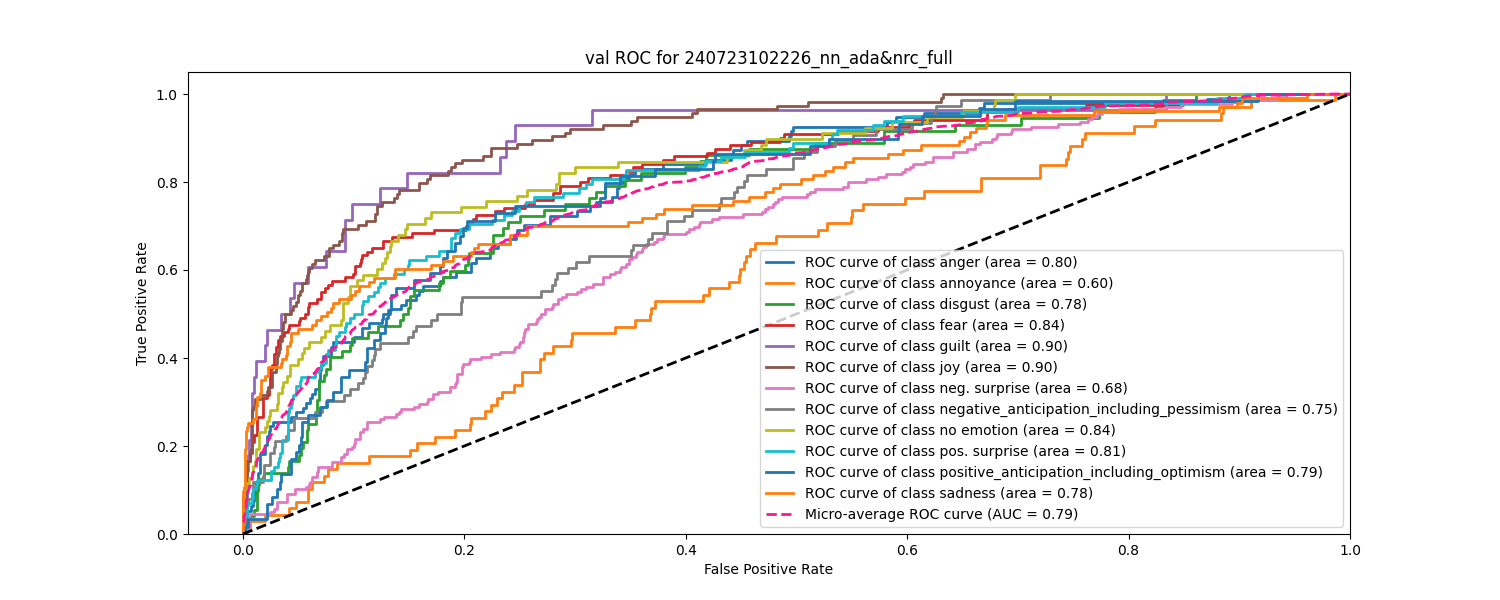 val ROC for 240723102226_nn_ada&nrc_full
True Positive Rate
1.0
0.8
0.6
0.4
0.2
0.0
ROC curve of class anger (area = 0.80)
ROC curve of class annoyance (area = 0.60)
ROC curve of class disgust (area = 0.78)
ROC curve of class fear (area = 0.84)
ROC curve of class guilt (area = 0.90)
ROC curve of class joy (area = 0.90)
ROC curve of class neg. surprise (area = 0.68)
ROC curve of class negative_anticipation_including_pessimism (area = 0.75)
ROC curve of class no emotion (area = 0.84)
ROC curve of class pos. surprise (area = 0.81)
ROC curve of class positive_anticipation_including_optimism (area = 0.79)
ROC curve of class sadness (area = 0.78)
Micro-average ROC curve (AUC = 0.79)
0.0 0.2 0.4 0.6 0.8 1.0
False Positive Rate